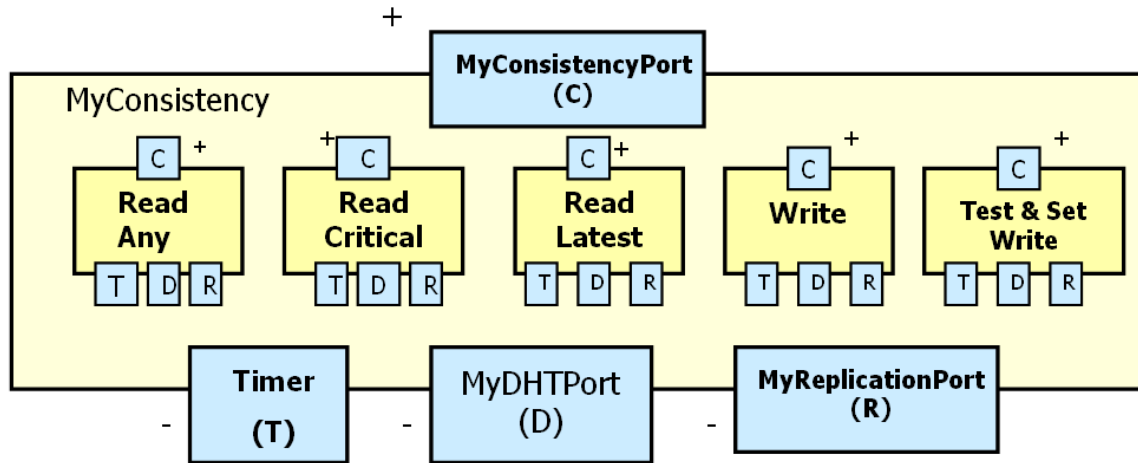 +
MyConsistencyPort
(C)
MyConsistency
C +
+ C
C +
C +
C +
Read
Any
Read
Critical
Read
Latest
Write
Test & Set
Write
T D R
T D R
T D R
T D R
T D R
Timer
(T)
MyDHTPort
(D)
MyReplicationPort
(R)
- - -